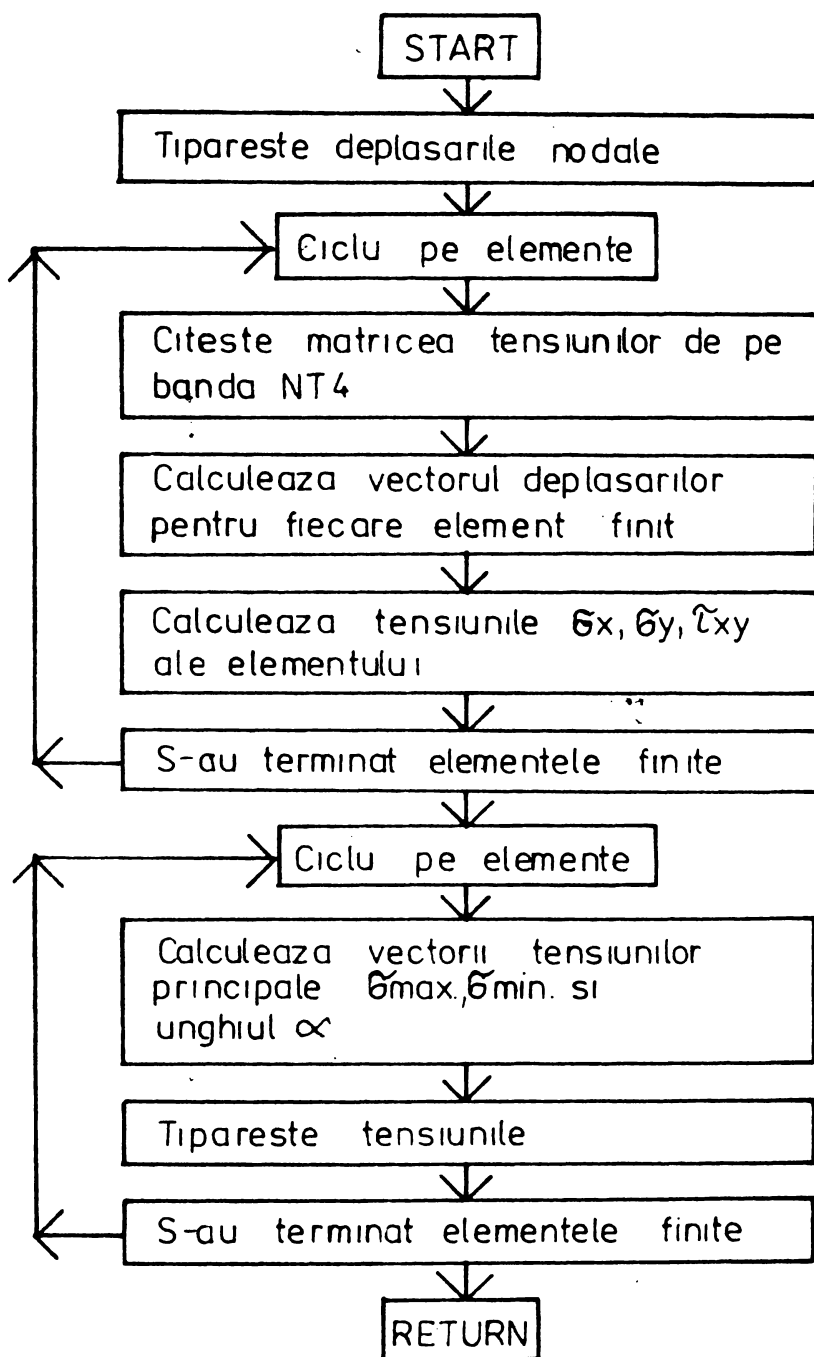 START
Tipareste deplasarile nodale
Ciclu pe elemente
Citeste matricea tensiunilor de pe
banda NT4
Calculeaza vectorul deplasarilor
pentru fiecare element finit
Calculeaza tensiunile σx, σy, τxy
ale elementului
S-au terminat elementele finite
Ciclu pe elemente
Calculeaza vectorii tensiunilor
principale σmax., σmin. si
unghiul α
Tipareste tensiunile
S-au terminat elementele finite
RETURN